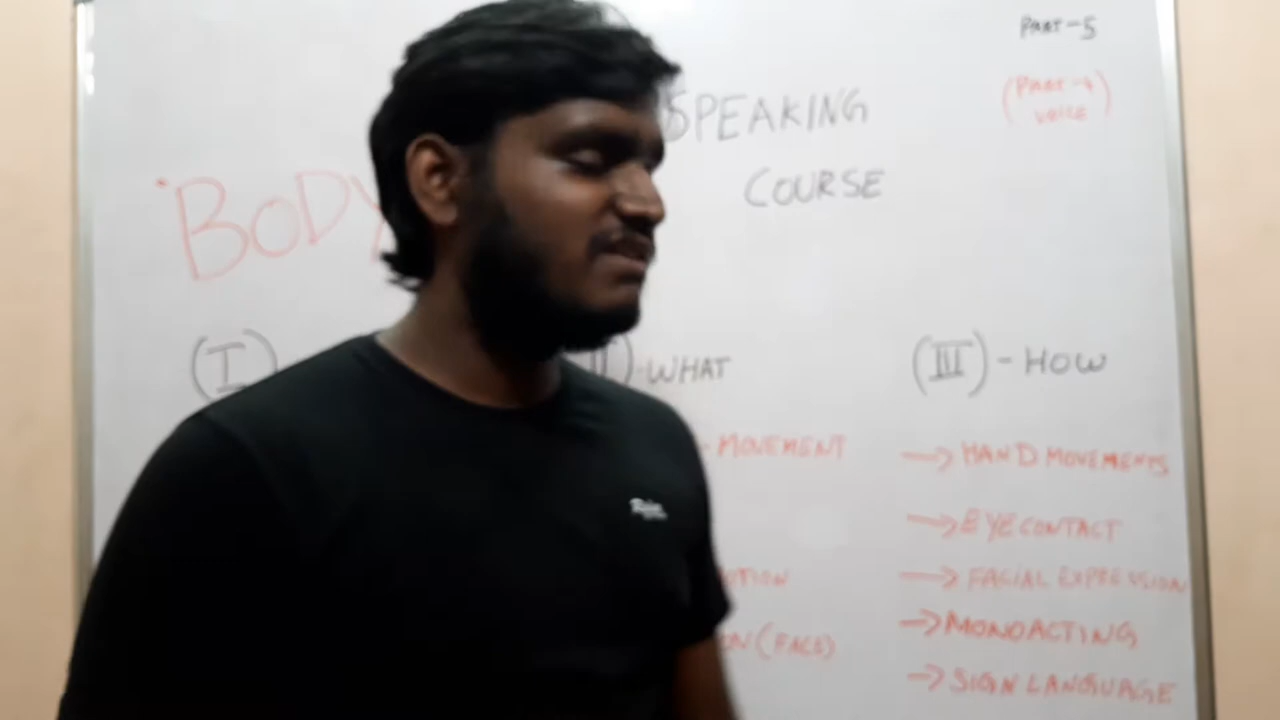 PART-5
SPEAKING
(PART-4
VOICE)
COURSE
BODY
(I)
-WHAT
(III)-HOW
-MOVEMENT
→ HAND MOVEMENTS
→ EYE CONTACT
→ FACIAL EXPRESSION
(FACE)
→ MONOACTING
→ SIGN LANGUAGE